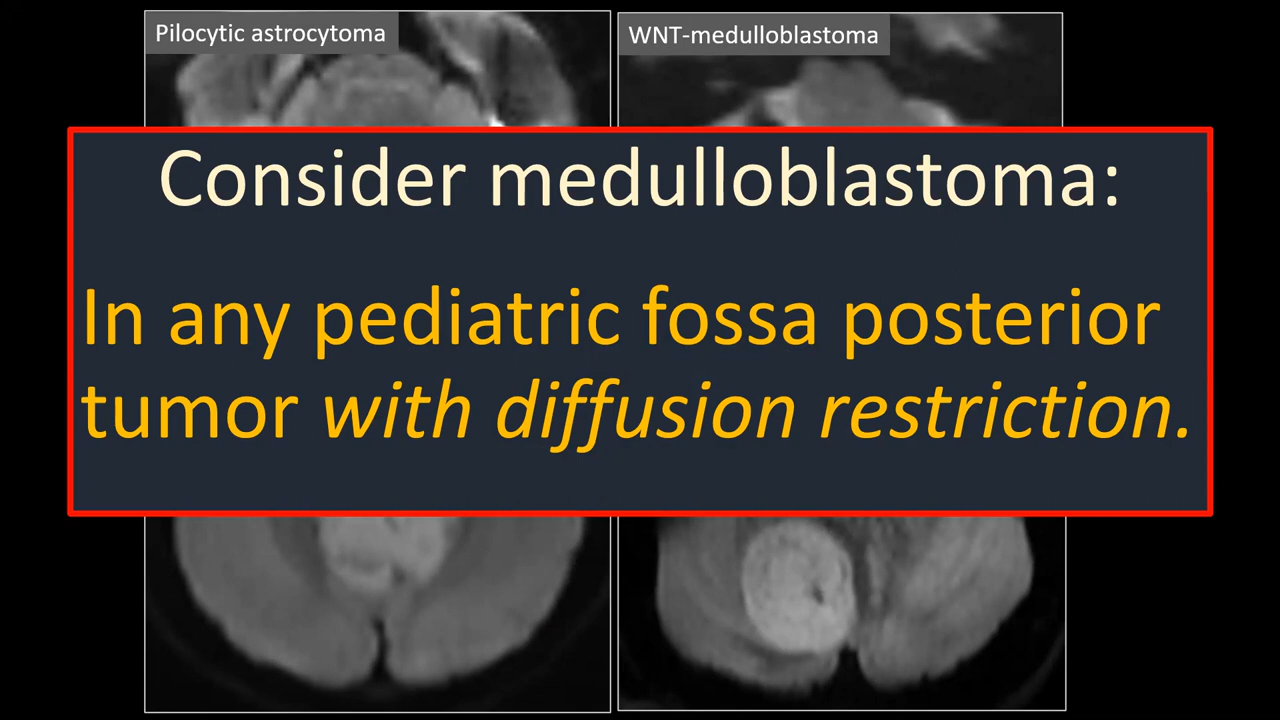 Pilocytic astrocytoma
WNT-medulloblastoma
Consider medulloblastoma:
In any pediatric fossa posterior
tumor with diffusion restriction.